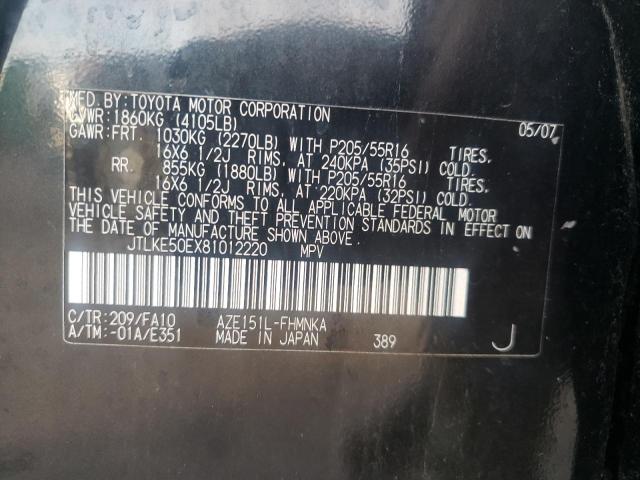 MFD.BY: TOYOTA MOTOR CORPORATION 05/07
GVWR: 1860KG (4105LB)
GAWR: FRT. 1030KG (2270LB) WITH P205/55R16 TIRES,
16X6 1/2J RIMS, AT 240KPA (35PSI) COLD.
RR. 855KG (1880LB) WITH P205/55R16 TIRES,
16X6 1/2J RIMS, AT 220KPA (32PSI) COLD.
THIS VEHICLE CONFORMS TO ALL APPLICABLE FEDERAL MOTOR
VEHICLE SAFETY AND THEFT PREVENTION STANDARDS IN EFFECT ON
THE DATE OF MANUFACTURE SHOWN ABOVE.
JTLKE50EX81012220 MPV
C/TR: 209/FA10 AZE151L-FHMNKA
A/TM: -01A/E351 MADE IN JAPAN 389 J